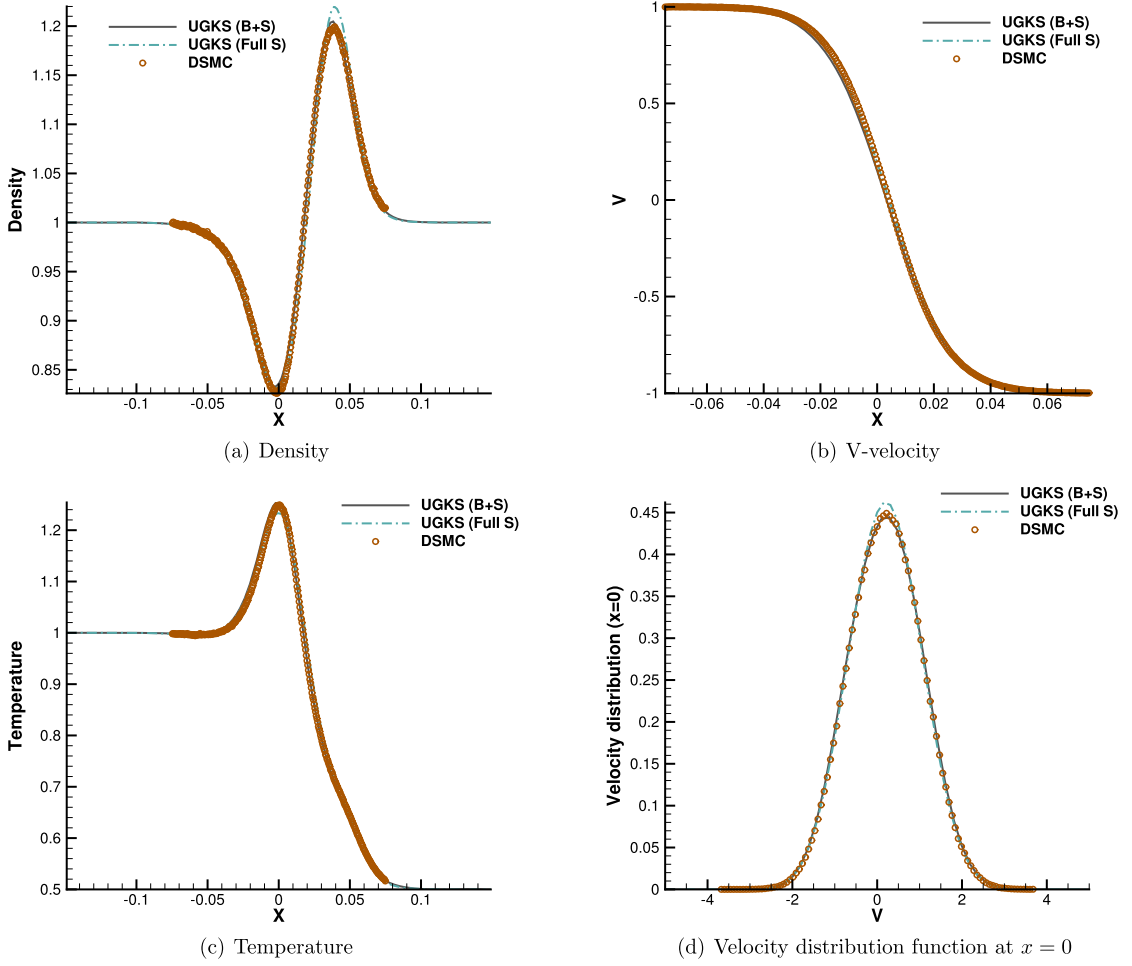 UGKS (B+S)
UGKS (Full S)
DSMC
1.2
1.15
1.1
1.05
1
0.95
0.9
0.85
Density
-0.1
-0.05
0
0.05
0.1
X
(a) Density
UGKS (B+S)
UGKS (Full S)
DSMC
1
0.5
0
-0.5
-1
V
-0.06
-0.04
-0.02
0
0.02
0.04
0.06
X
(b) V-velocity
UGKS (B+S)
UGKS (Full S)
DSMC
1.2
1.1
1
0.9
0.8
0.7
0.6
0.5
Temperature
-0.1
-0.05
0
0.05
0.1
X
(c) Temperature
UGKS (B+S)
UGKS (Full S)
DSMC
0.45
0.4
0.35
0.3
0.25
0.2
0.15
0.1
0.05
0
Velocity distribution (x=0)
-4
-2
0
2
4
V
(d) Velocity distribution function at x = 0